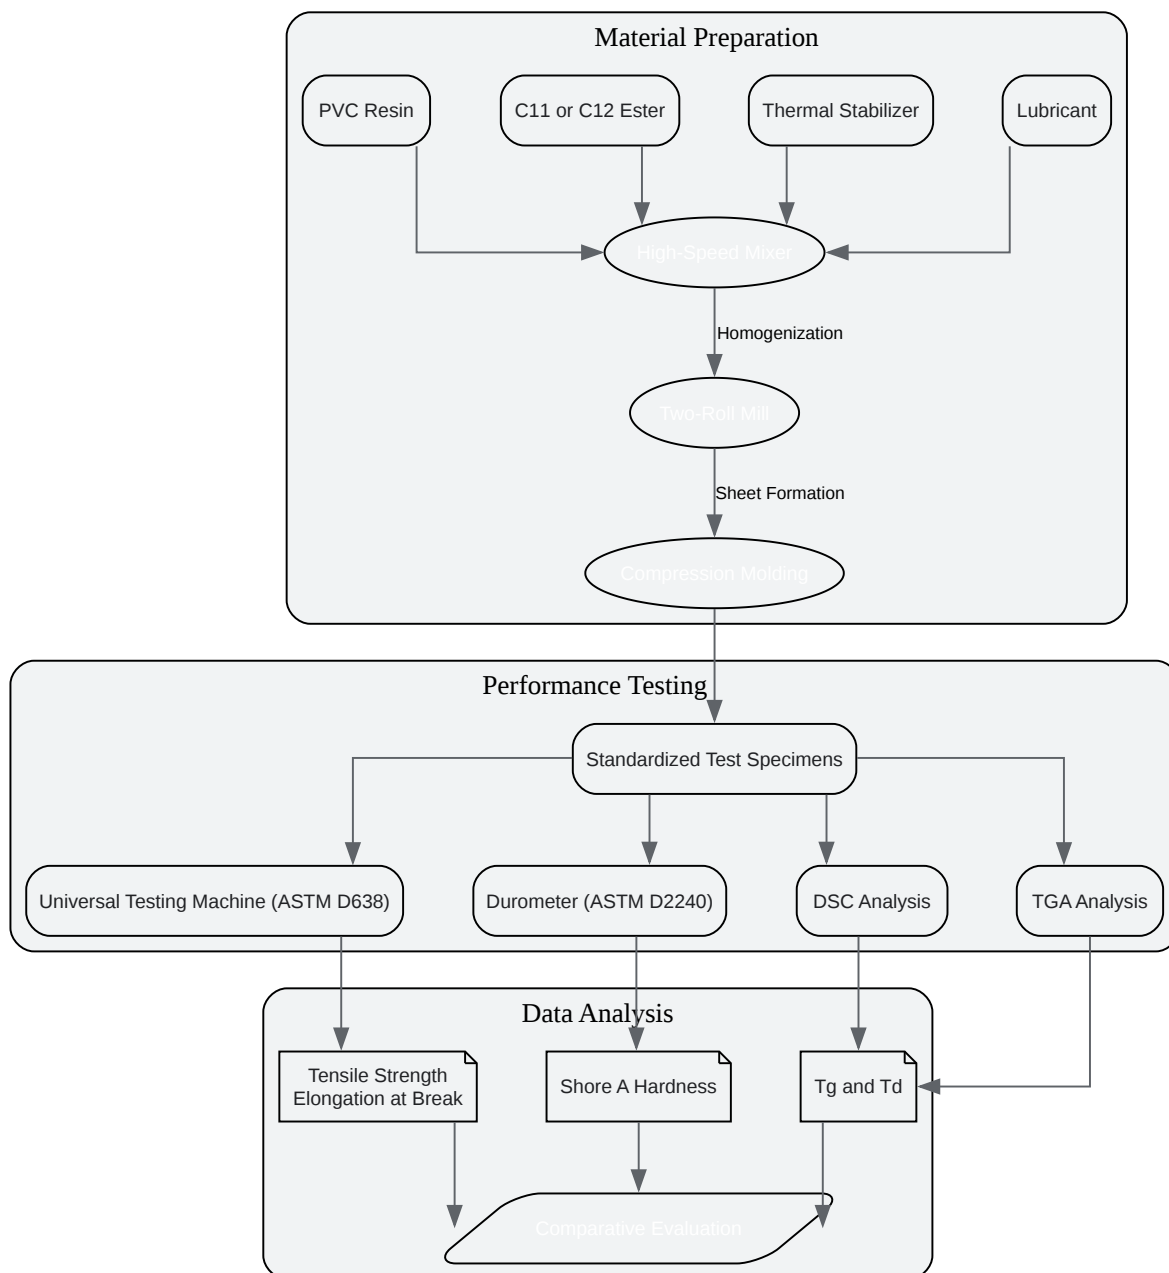 Material Preparation
PVC Resin
C11 or C12 Ester
Thermal Stabilizer
Lubricant
High-Speed Mixer
Homogenization
Two-Roll Mill
Sheet Formation
Compression Molding
Performance Testing
Standardized Test Specimens
Universal Testing Machine (ASTM D638)
Durometer (ASTM D2240)
DSC Analysis
TGA Analysis
Data Analysis
Tensile Strength
Elongation at Break
Shore A Hardness
Tg and Td
Comparative Evaluation